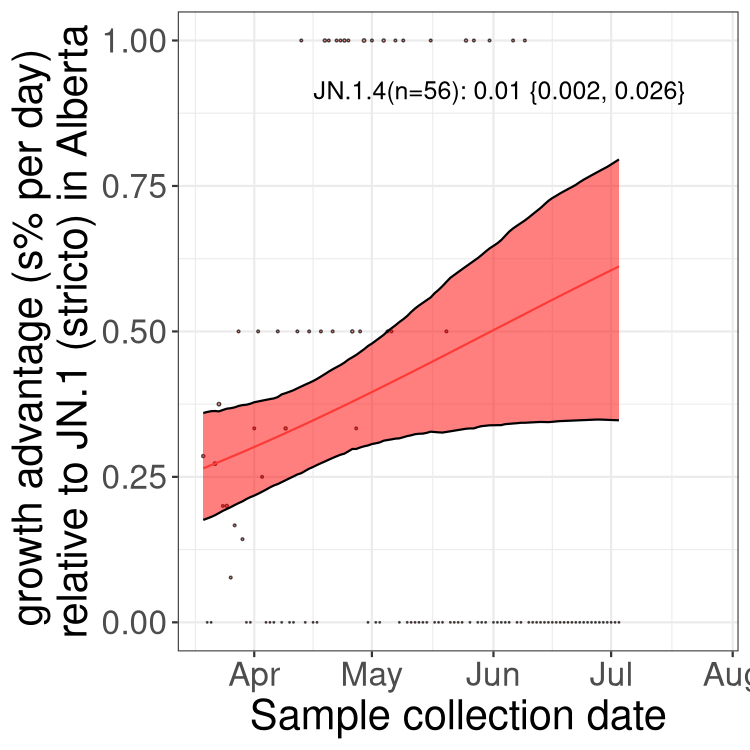 growth advantage (s% per day)
relative to JN.1 (stricto) in Alberta
1.00
0.75
0.50
0.25
0.00
JN.1.4(n=56): 0.01 {0.002, 0.026}
Apr May Jun Jul Aug
Sample collection date